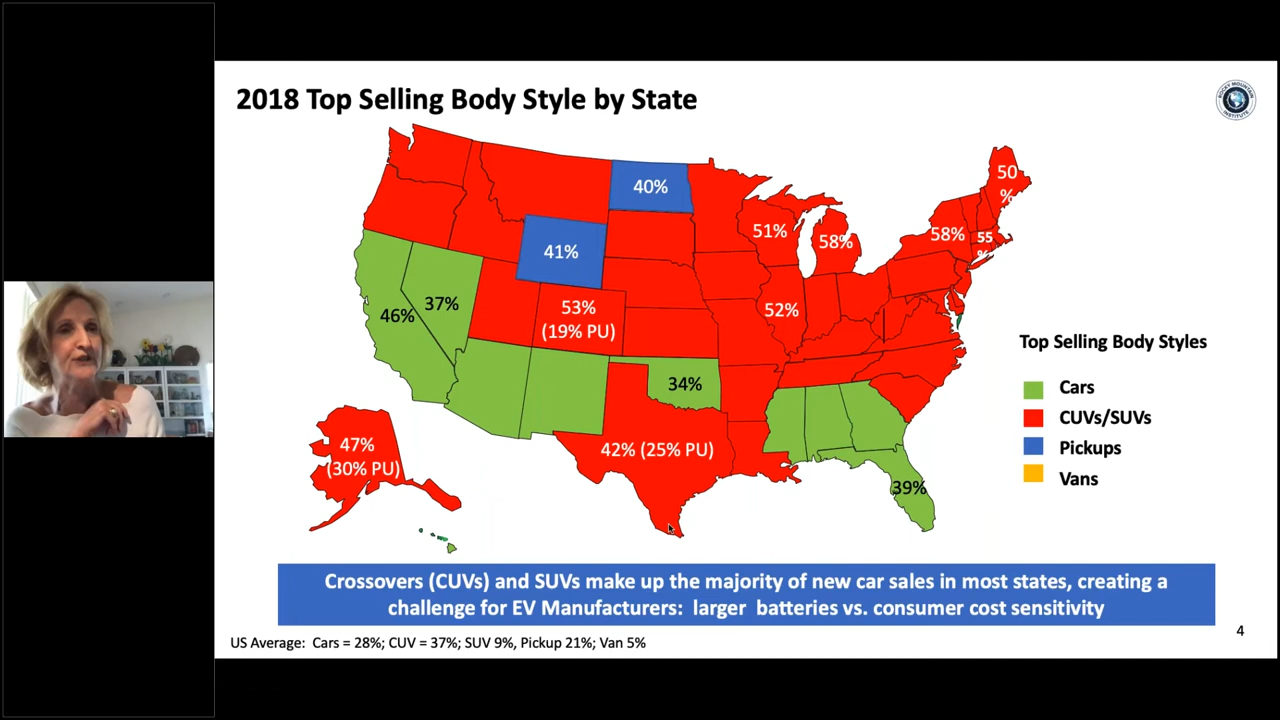 2018 Top Selling Body Style by State
ROCKY MOUNTAIN
INSTITUTE
40%
50
%
51%
58%
58%
55
%
41%
46%
37%
53%
(19% PU)
52%
34%
47%
(30% PU)
42% (25% PU)
39%
Top Selling Body Styles
Cars
CUVs/SUVs
Pickups
Vans
Crossovers (CUVs) and SUVs make up the majority of new car sales in most states, creating a
challenge for EV Manufacturers: larger batteries vs. consumer cost sensitivity
US Average: Cars = 28%; CUV = 37%; SUV 9%, Pickup 21%; Van 5%
4